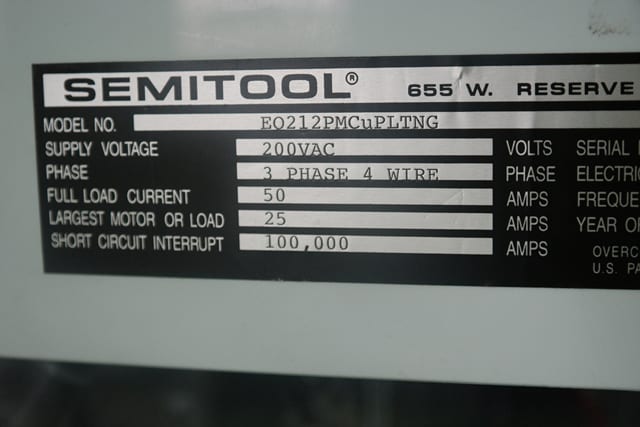 SEMITOOL® 655 W. RESERVE
MODEL NO. EQ212PMCuPLTNG
SUPPLY VOLTAGE 200VAC VOLTS SERIAL
PHASE 3 PHASE 4 WIRE PHASE ELECTRIC
FULL LOAD CURRENT 50 AMPS FREQUE
LARGEST MOTOR OR LOAD 25 AMPS YEAR OF
SHORT CIRCUIT INTERRUPT 100,000 AMPS OVERC
U.S. PA